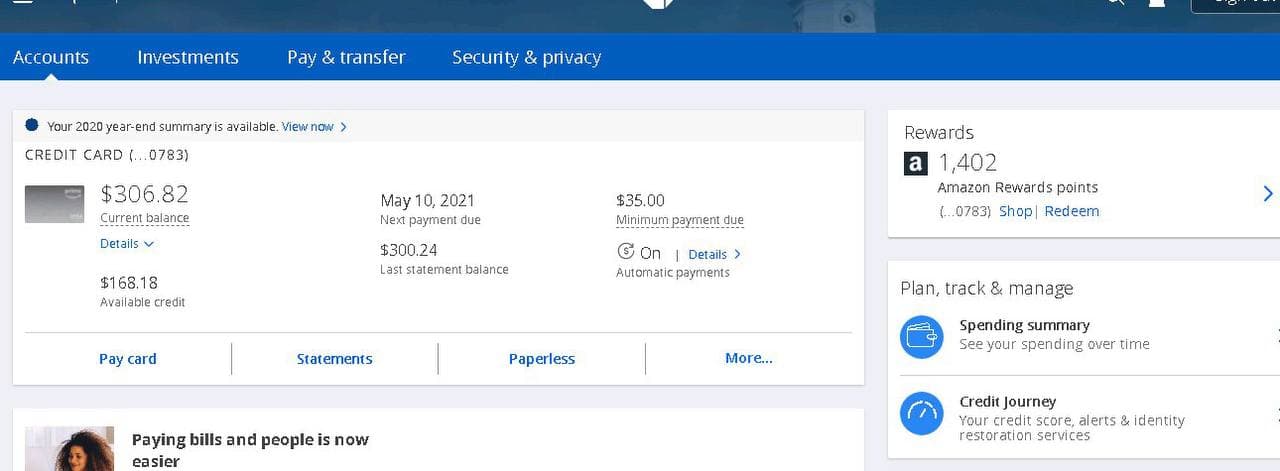 Accounts
Investments
Pay & transfer
Security & privacy
Your 2020 year-end summary is available. View now
CREDIT CARD (...0783)
$306.82
Current balance
Details
$168.18
Available credit
May 10, 2021
Next payment due
$300.24
Last statement balance
$35.00
Minimum payment due
On | Details
Automatic payments
Pay card
Statements
Paperless
More...
Paying bills and people is now
easier
Rewards
a
1,402
Amazon Rewards points
(...0783) Shop | Redeem
Plan, track & manage
Spending summary
See your spending over time
Credit Journey
Your credit score, alerts & identity
restoration services